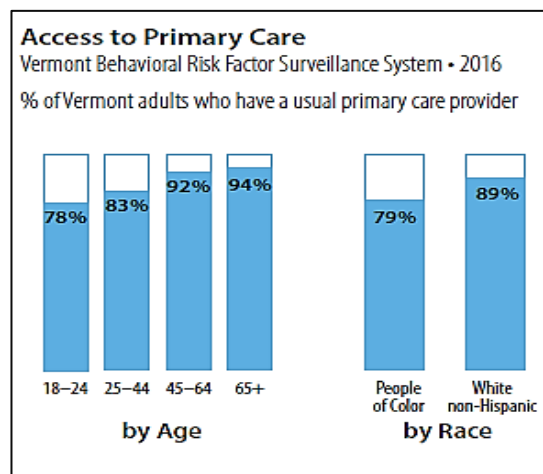 Access to Primary Care
Vermont Behavioral Risk Factor Surveillance System • 2016
% of Vermont adults who have a usual primary care provider
78%
83%
92%
94%
79%
89%
18–24
25–44
45–64
65+
People
of Color
White
non-Hispanic
by Age
by Race